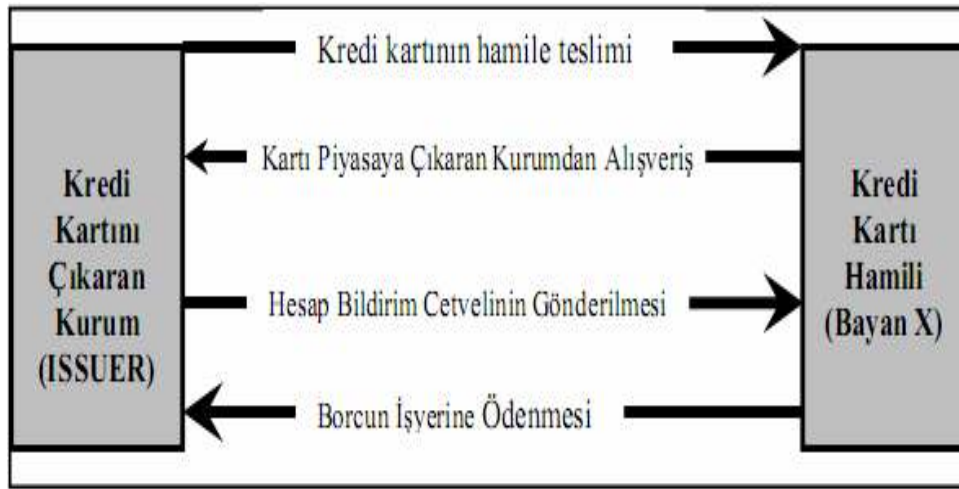 Kredi kartının hamile teslimi
Kartı Piyasaya Çıkaran Kurumdan Alışveriş
Kredi
Kartını
Çıkaran
Kurum
(ISSUER)
Kredi
Kartı
Hamili
(Bayan X)
Hesap Bildirim Cetvelinin Gönderilmesi
Borcun İşyerine Ödenmesi